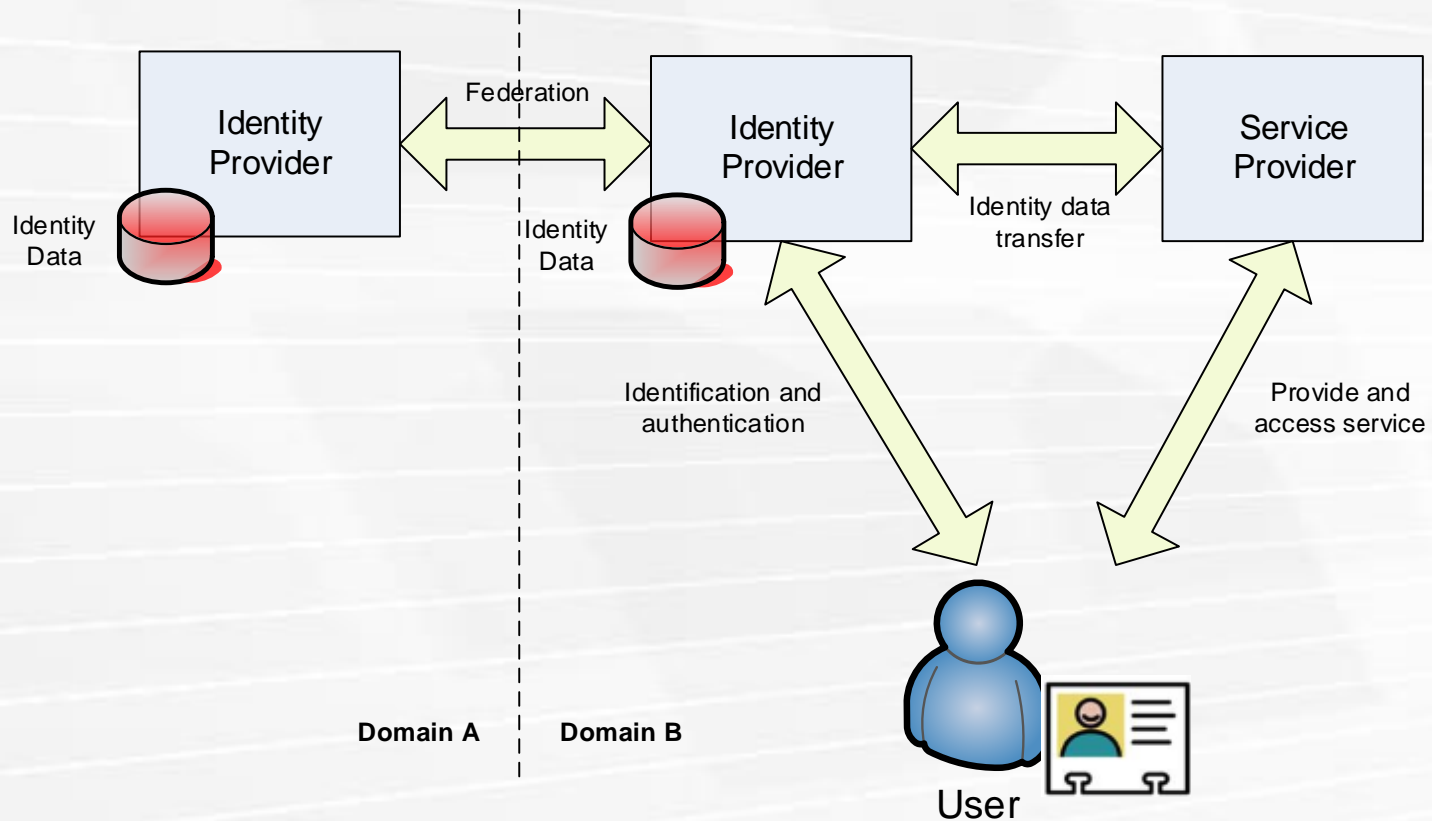 Federation
Identity
Provider
Identity
Provider
Service
Provider
Identity
Data
Identity
Data
Identity data
transfer
Identification and
authentication
Provide and
access service
Domain A
Domain B
User